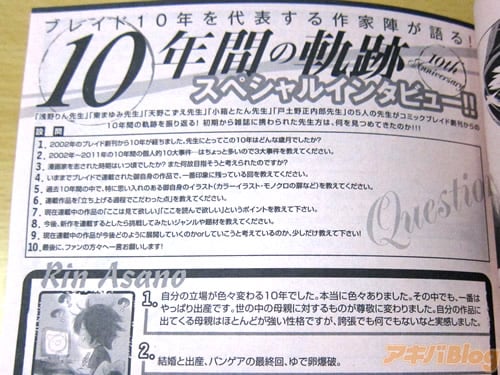 ブレイド10年を代表する作家陣が語る!
10年間の軌跡
10th Anniversary
スペシャルインタビュー!!
「浅野りん先生」「東まゆみ先生」「天野こずえ先生」「小箱とたん先生」「戸土野正内郎先生」の5人の先生がコミックブレイド創刊からの
10年間の軌跡を振り返る! 初期から雑誌に携わられた先生方は、何を見つめてきたのか!!!
設問
1. 2002年のブレイド創刊から10年が経ちました。先生にとってこの10年はどんな歳月でしたか?
2. 2002年〜2011年の10年間の個人的10大事件…はちょっと多いので3大事件を教えてください。
3. 漫画家を志された時期はいつ頃でしたか? また何故目指そうと考えられたのですか?
4. いままでブレイドで連載された御自身の作品で、一番印象に残っている回を教えてください。
5. 過去10年間の中で、特に思い入れのある御自身のイラスト(カラーイラスト・モノクロの扉など)を教えてください。
6. 連載作品を「立ち上げる過程でこだわった点」を教えてください。
7. 現在連載中の作品の「ここは見て欲しい」「ここを読んで欲しい」というポイントを教えて下さい。
8. 今後、新作を連載するとしたら挑戦してみたいジャンルや題材を教えてください。
9. 現在連載中の作品が今後どのように展開していくのかorしていこうと考えているのか、少しだけ教えて下さい!
10. 最後に、ファンの方々へ一言お願いします!
Question
Rin Asano
1. 自分の立場が色々変わる10年でした。本当に色々ありました。その中でも、一番は
やっぱり出産です。世の中の母親に対するものが尊敬に変わりました。自分の作品に
出てくる母親はほとんどが強い性格ですが、誇張でも何でもないなと実感しました。
2. 結婚と出産、パンゲアの最終回、ゆで卵爆破。
アキバBlog